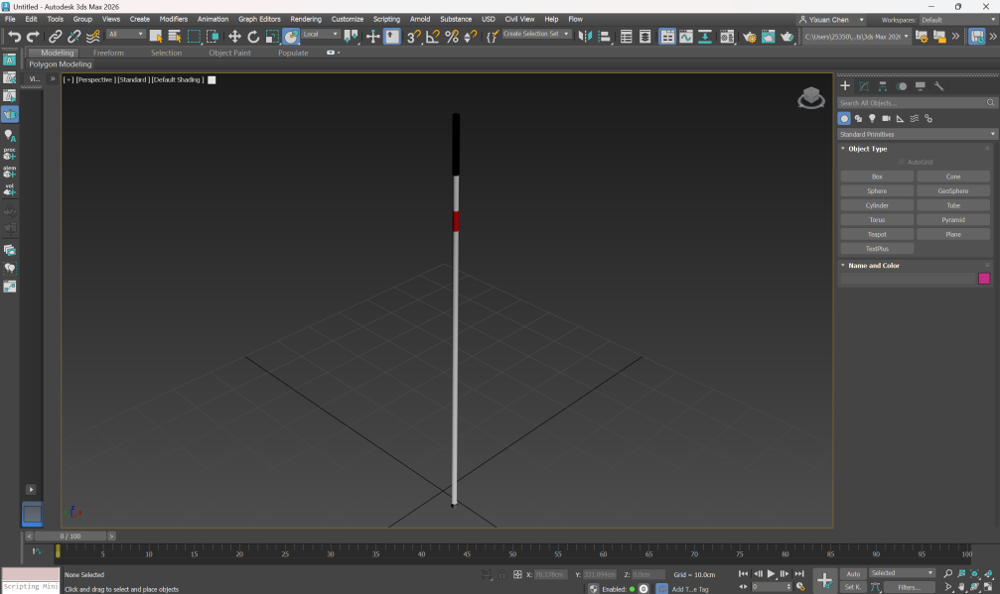 Untitled - Autodesk 3ds Max 2026
File Edit Tools Group Views Create Modifiers Animation Graph Editors Rendering Customize Scripting Arnold Substance USD Civil View Help Flow
Yixuan Chen Workspaces: Default
All Local Create Selection Set C:\Users\25350\...ts\3ds Max 202
Modeling Freeform Selection Object Paint Populate
Polygon Modeling
Vi...
[+] [Perspective] [Standard] [Default Shading]
Search All Objects...
Standard Primitives
Object Type
AutoGrid
Box Cone
Sphere GeoSphere
Cylinder Tube
Torus Pyramid
Teapot Plane
TextPlus
Name and Color
proc
alem
vol
z
0 / 100
0 5 10 15 20 25 30 35 40 45 50 55 60 65 70 75 80 85 90 95 100
None Selected X: 76.178cm Y: 331.894cm Z: 0.0cm Grid = 10.0cm Auto Selected
Scripting Mini Click and drag to select and place objects Enabled: Add T...e Tag 0 Set K. Filters...